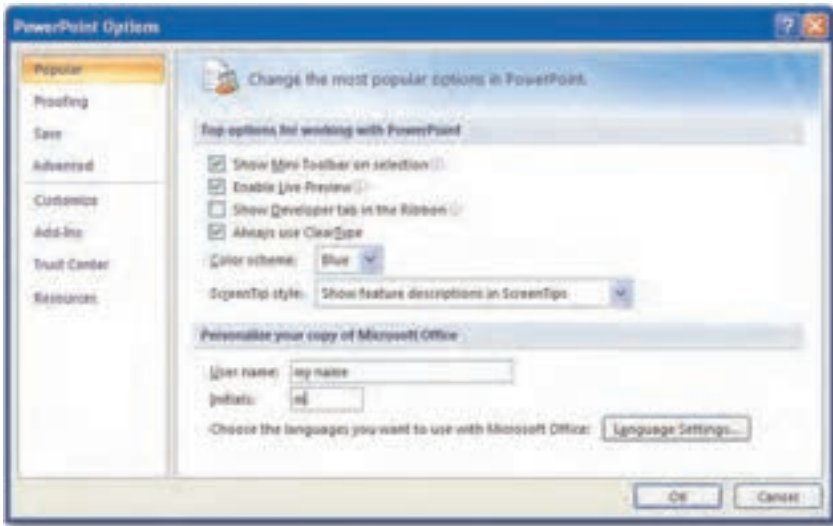 PowerPoint Options
Popular
Proofing
Save
Advanced
Customize
Add-Ins
Trust Center
Resources
Change the most popular options in PowerPoint.
Top options for working with PowerPoint
Show Mini Toolbar on selection
Enable Live Preview
Show Developer tab in the Ribbon
Always use ClearType
Color scheme: Blue
ScreenTip style: Show feature descriptions in ScreenTips
Personalize your copy of Microsoft Office
User name: my name
Initials:
Choose the languages you want to use with Microsoft Office: Language Settings...
OK Cancel